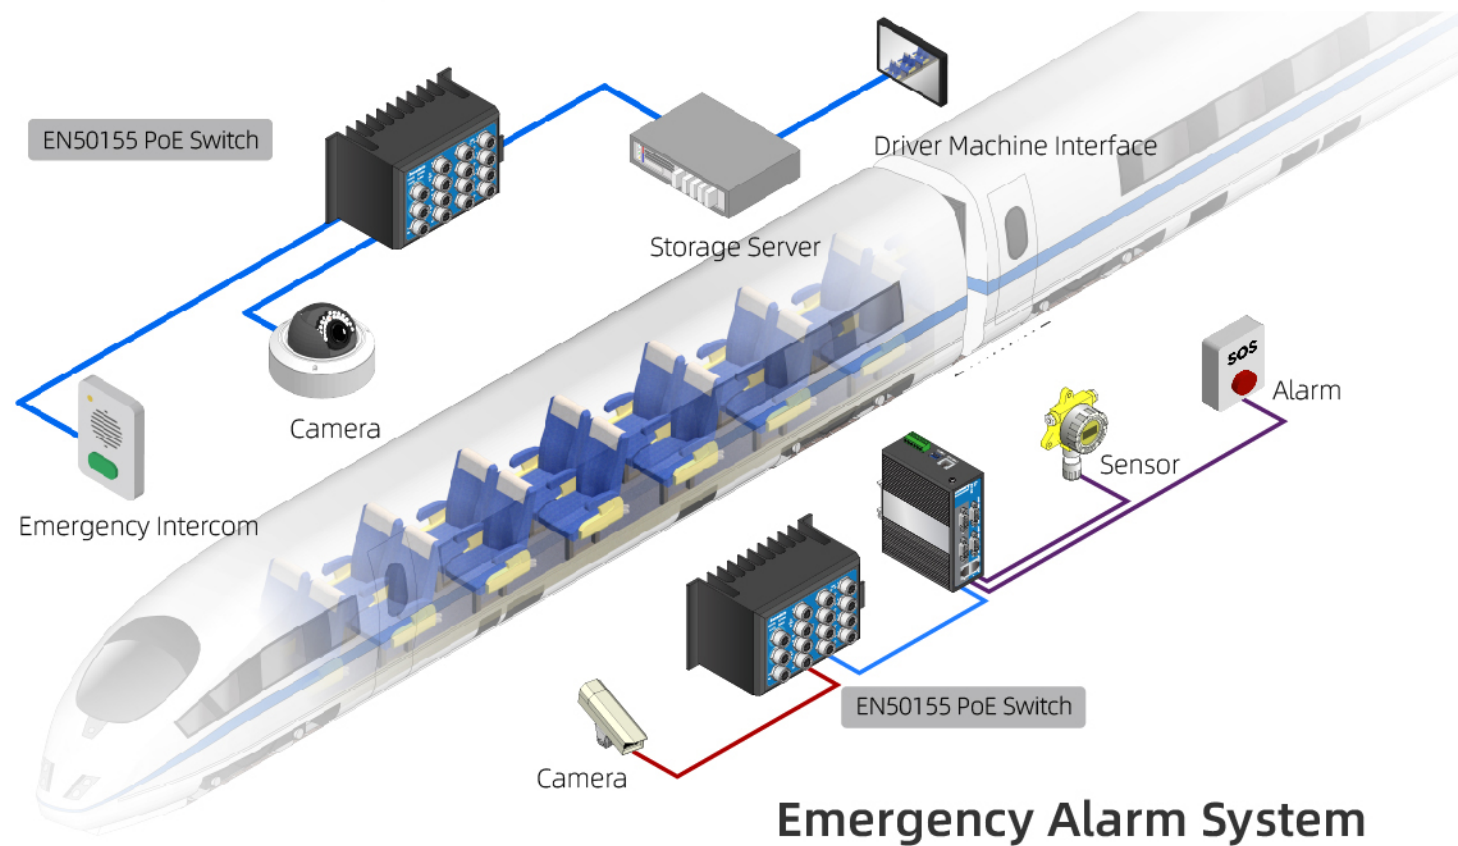 EN50155 PoE Switch
Driver Machine Interface
Storage Server
Camera
Emergency Intercom
SOS
Alarm
Sensor
EN50155 PoE Switch
Camera
Emergency Alarm System